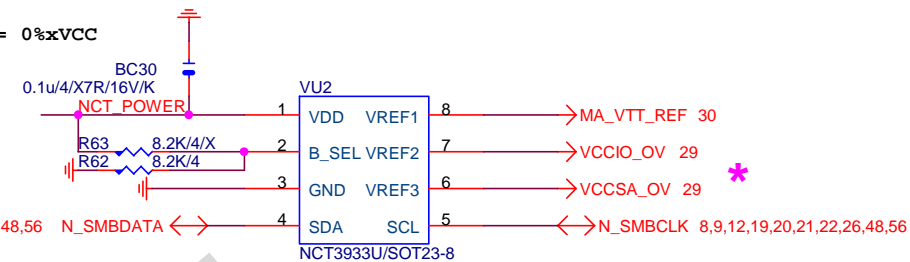 = 0%xVCC
BC30
0.1u/4/X7R/16V/K
NCT_POWER
VU2
1 VDD VREF1 8 MA_VTT_REF 30
R63 8.2K/4/X
2 B_SEL VREF2 7 VCCIO_OV 29
R62 8.2K/4
3 GND VREF3 6 VCCSA_OV 29
*
48,56 N_SMBDATA 4 SDA SCL 5 N_SMBCLK 8,9,12,19,20,21,22,26,48,56
NCT3933U/SOT23-8